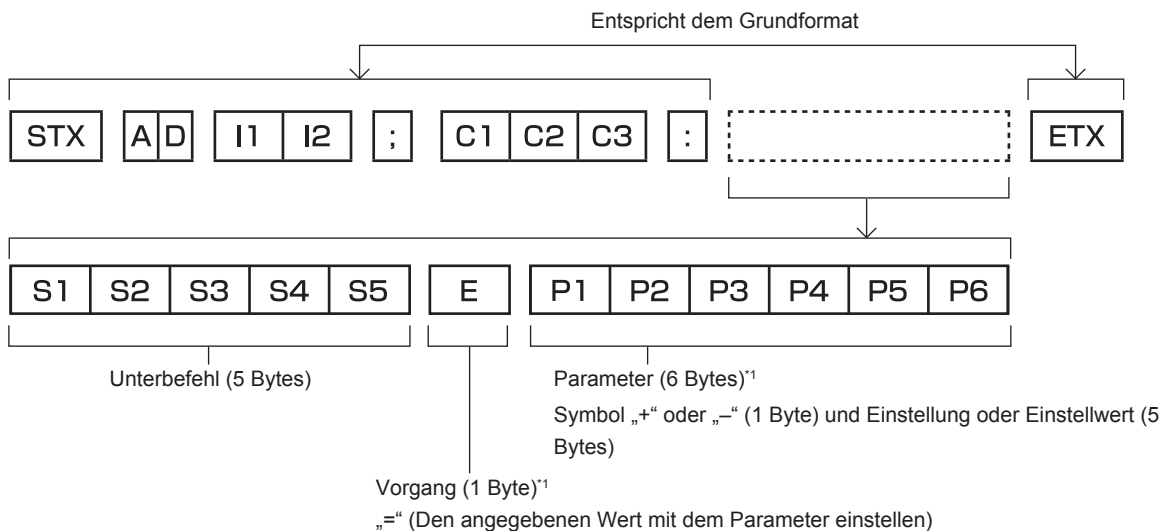 Entspricht dem Grundformat
STX A D I1 I2 ; C1 C2 C3 : ETX
S1 S2 S3 S4 S5 E P1 P2 P3 P4 P5 P6
Unterbefehl (5 Bytes)
Parameter (6 Bytes)*1
Symbol „+“ oder „–“ (1 Byte) und Einstellung oder Einstellwert (5
Bytes)
Vorgang (1 Byte)*1
„=“ (Den angegebenen Wert mit dem Parameter einstellen)